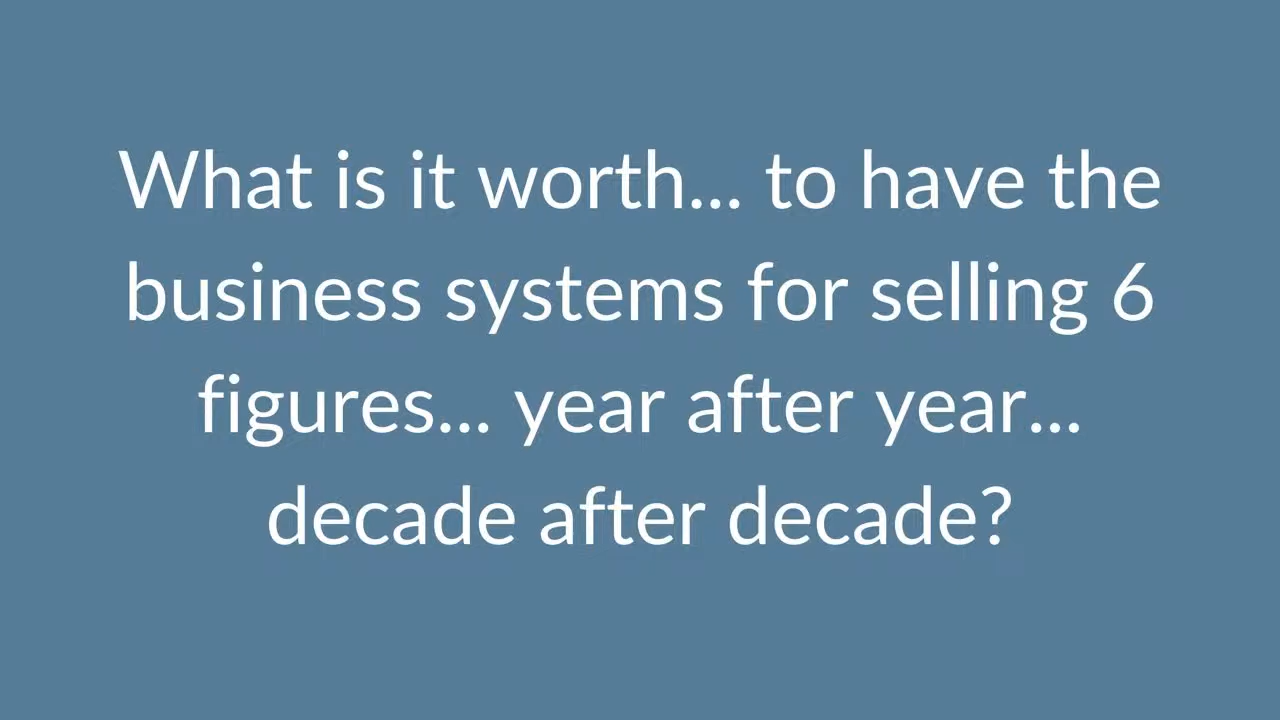 What is it worth... to have the
business systems for selling 6
figures... year after year...
decade after decade?